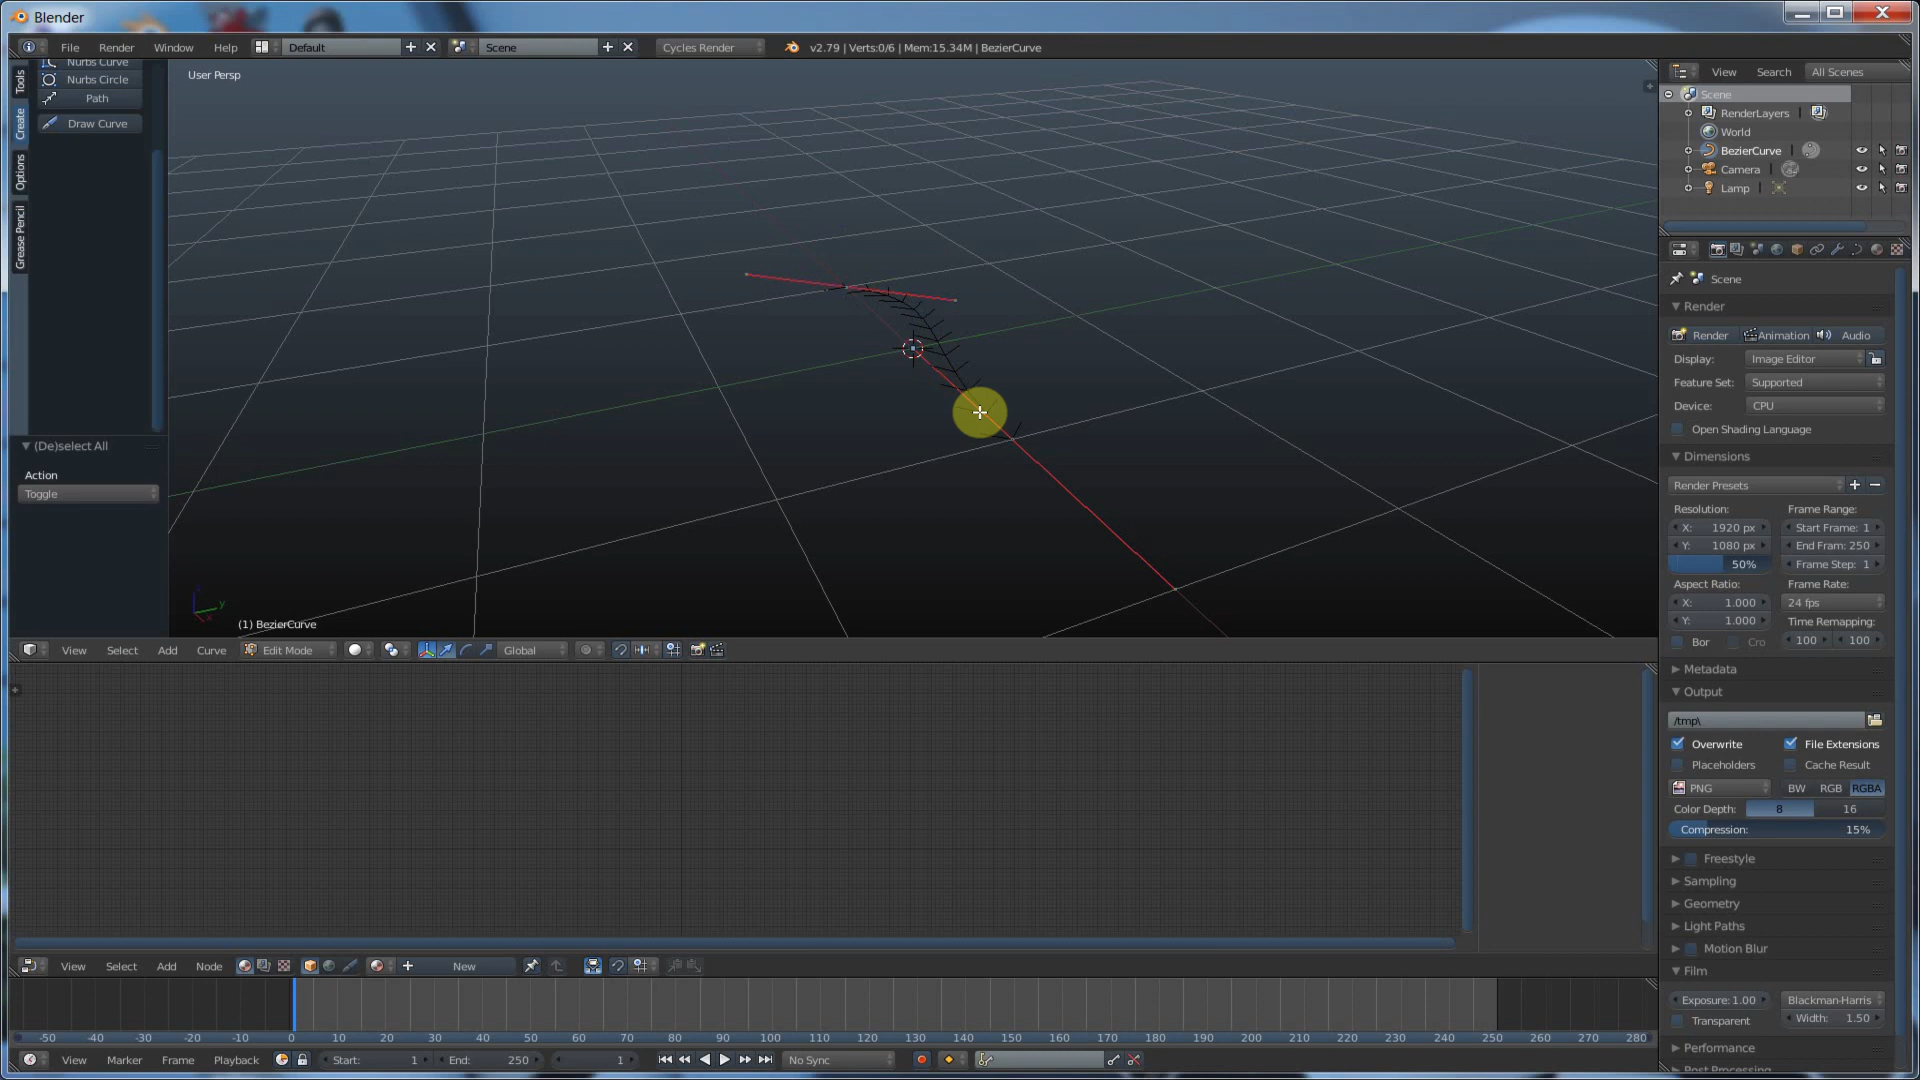 Blender
File Render Window Help Default Scene Cycles Render v2.79 | Verts:0/6 | Mem:15.34M | BezierCurve
Tools
Create
Options
Grease Pencil
Nurbs Curve
Nurbs Circle
Path
Draw Curve
(De)select All
Action
Toggle
User Persp
(1) BezierCurve
View Select Add Curve Edit Mode Global
View Select Add Node New
-50 -40 -30 -20 -10 0 10 20 30 40 50 60 70 80 90 100 110 120 130 140 150 160 170 180 190 200 210 220 230 240 250 260 270 280
View Marker Frame Playback Start: 1 End: 250 1 No Sync
View Search All Scenes
Scene
RenderLayers
World
BezierCurve
Camera
Lamp
Scene
Render
Render Animation Audio
Display: Image Editor
Feature Set: Supported
Device: CPU
Open Shading Language
Dimensions
Render Presets
Resolution: Frame Range:
X: 1920 px Start Frame: 1
Y: 1080 px End Fram: 250
50% Frame Step: 1
Aspect Ratio: Frame Rate:
X: 1.000 24 fps
Y: 1.000 Time Remapping:
Bor Cro 100 100
Metadata
Output
/tmp\
Overwrite File Extensions
Placeholders Cache Result
PNG BW RGB RGBA
Color Depth: 8 16
Compression: 15%
Freestyle
Sampling
Geometry
Light Paths
Motion Blur
Film
Exposure: 1.00 Blackman-Harris
Transparent Width: 1.50
Performance
Post Processing